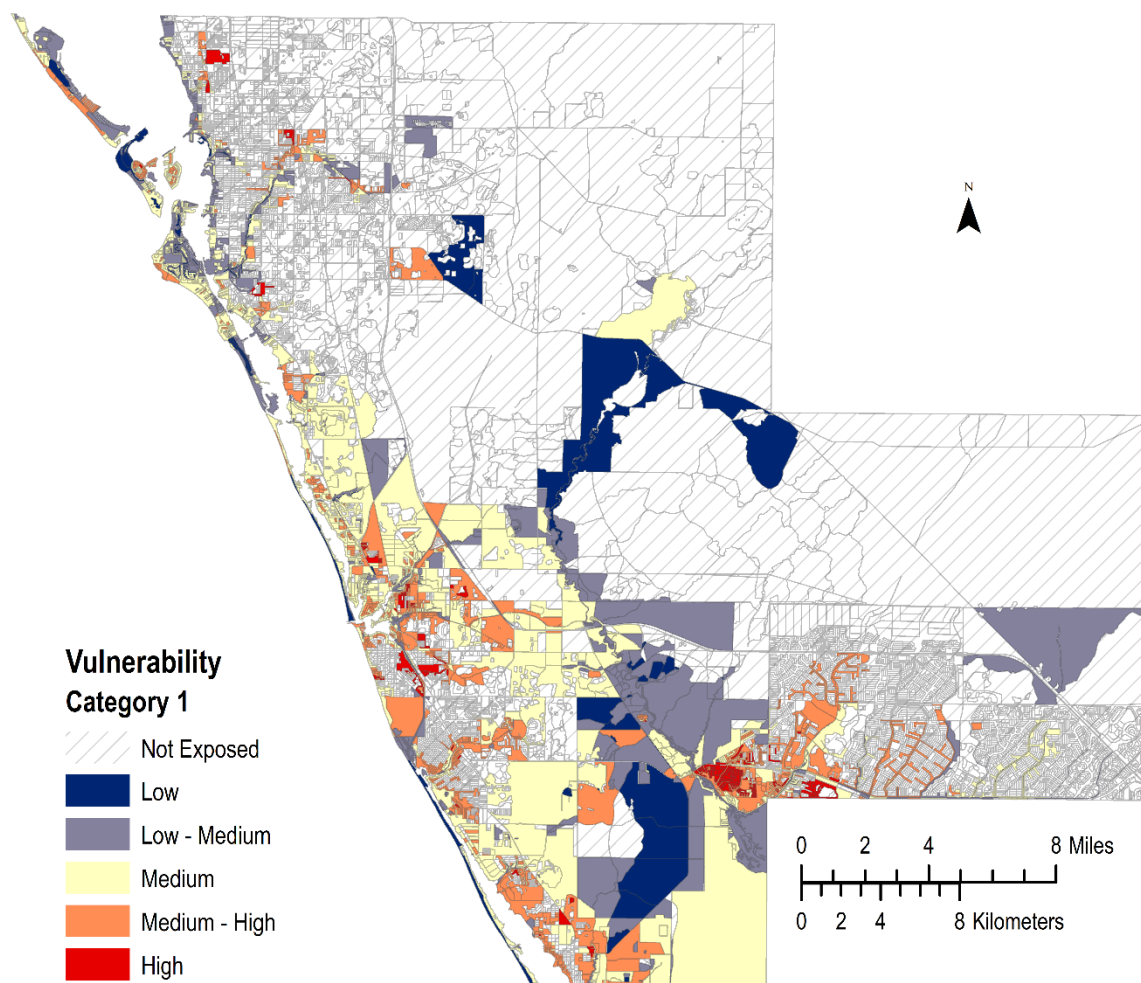 N
Vulnerability
Category 1
Not Exposed
Low
Low - Medium
Medium
Medium - High
High
0 2 4 8 Miles
0 2 4 8 Kilometers